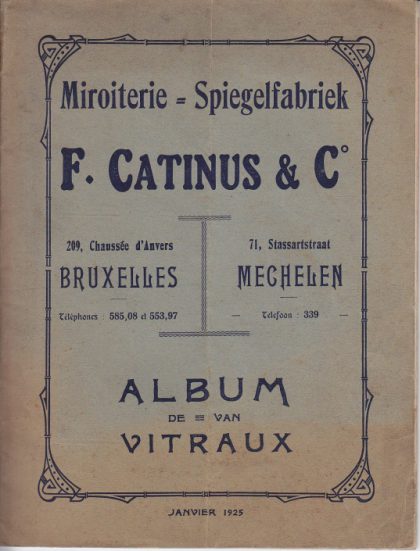 Miroiterie = Spiegelfabriek
F. CATINUS & C°
209, Chaussée d'Anvers
BRUXELLES
Téléphones : 585,08 et 553,97
71, Stassartstraat
MECHELEN
— Telefoon : 339 —
ALBUM
DE = VAN
VITRAUX
JANVIER 1925